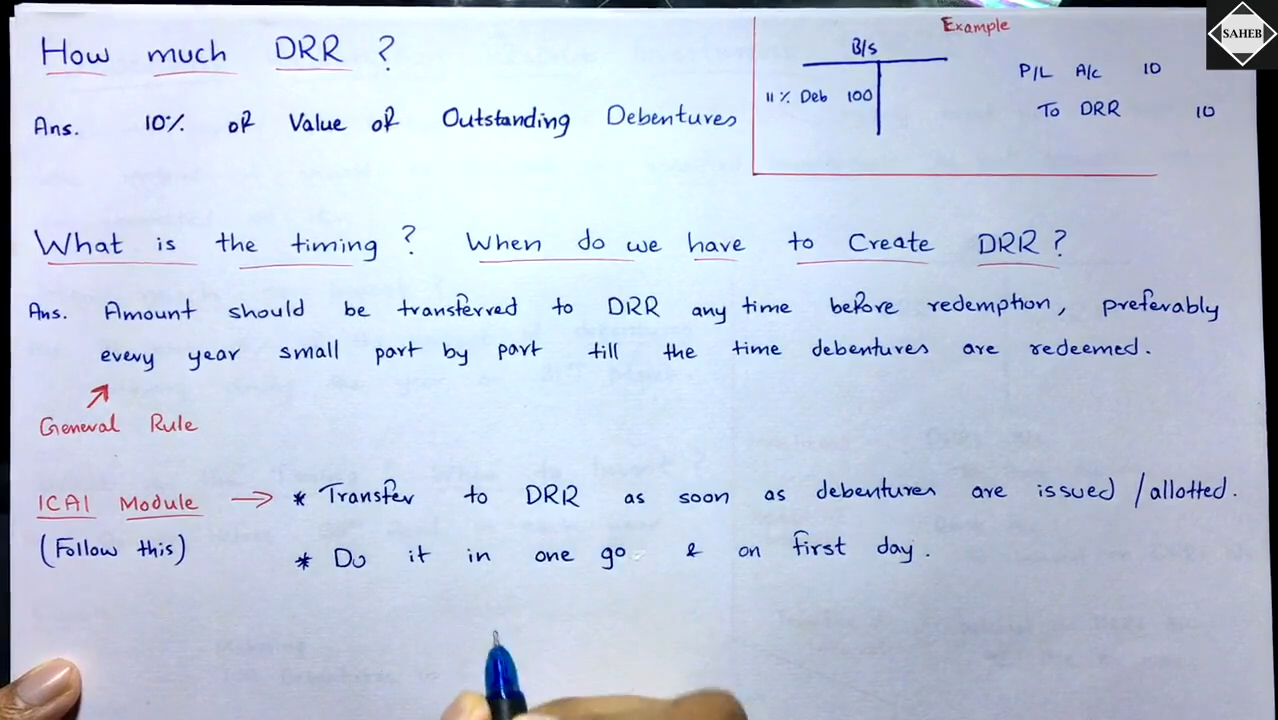 How much DRR ?
Ans. 10% of Value of Outstanding Debentures
Example
B/s
11% Deb 100
P/L A/c 10
To DRR 10
SAHEB
What is the timing ? When do we have to Create DRR ?
Ans. Amount should be transferred to DRR any time before redemption, preferably
every year small part by part till the time debentures are redeemed.
General Rule
ICAI Module → * Transfer to DRR as soon as debentures are issued / allotted.
(Follow this) * Do it in one go & on first day.